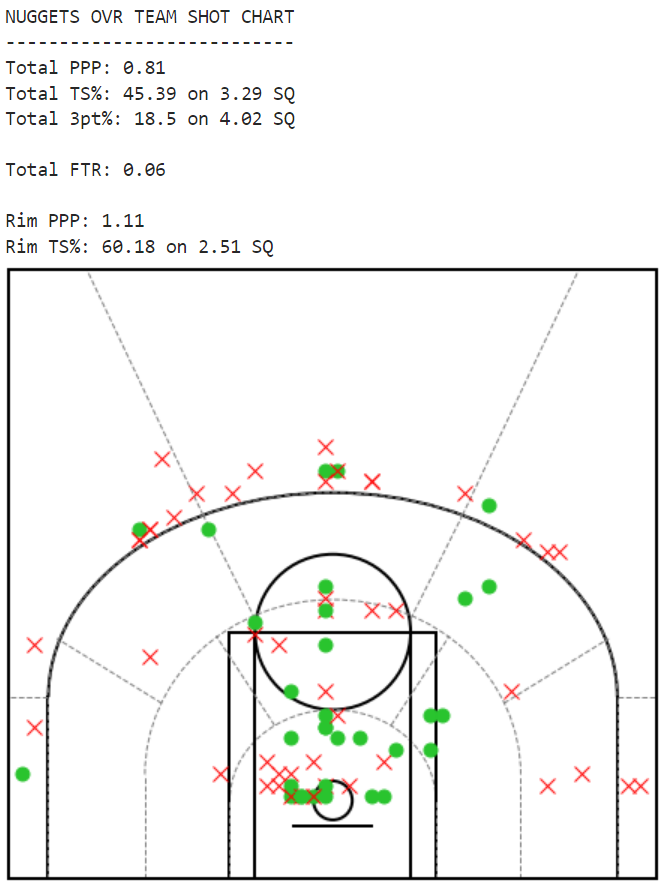 NUGGETS OVR TEAM SHOT CHART
---------------------------
Total PPP: 0.81
Total TS%: 45.39 on 3.29 SQ
Total 3pt%: 18.5 on 4.02 SQ
Total FTR: 0.06
Rim PPP: 1.11
Rim TS%: 60.18 on 2.51 SQ